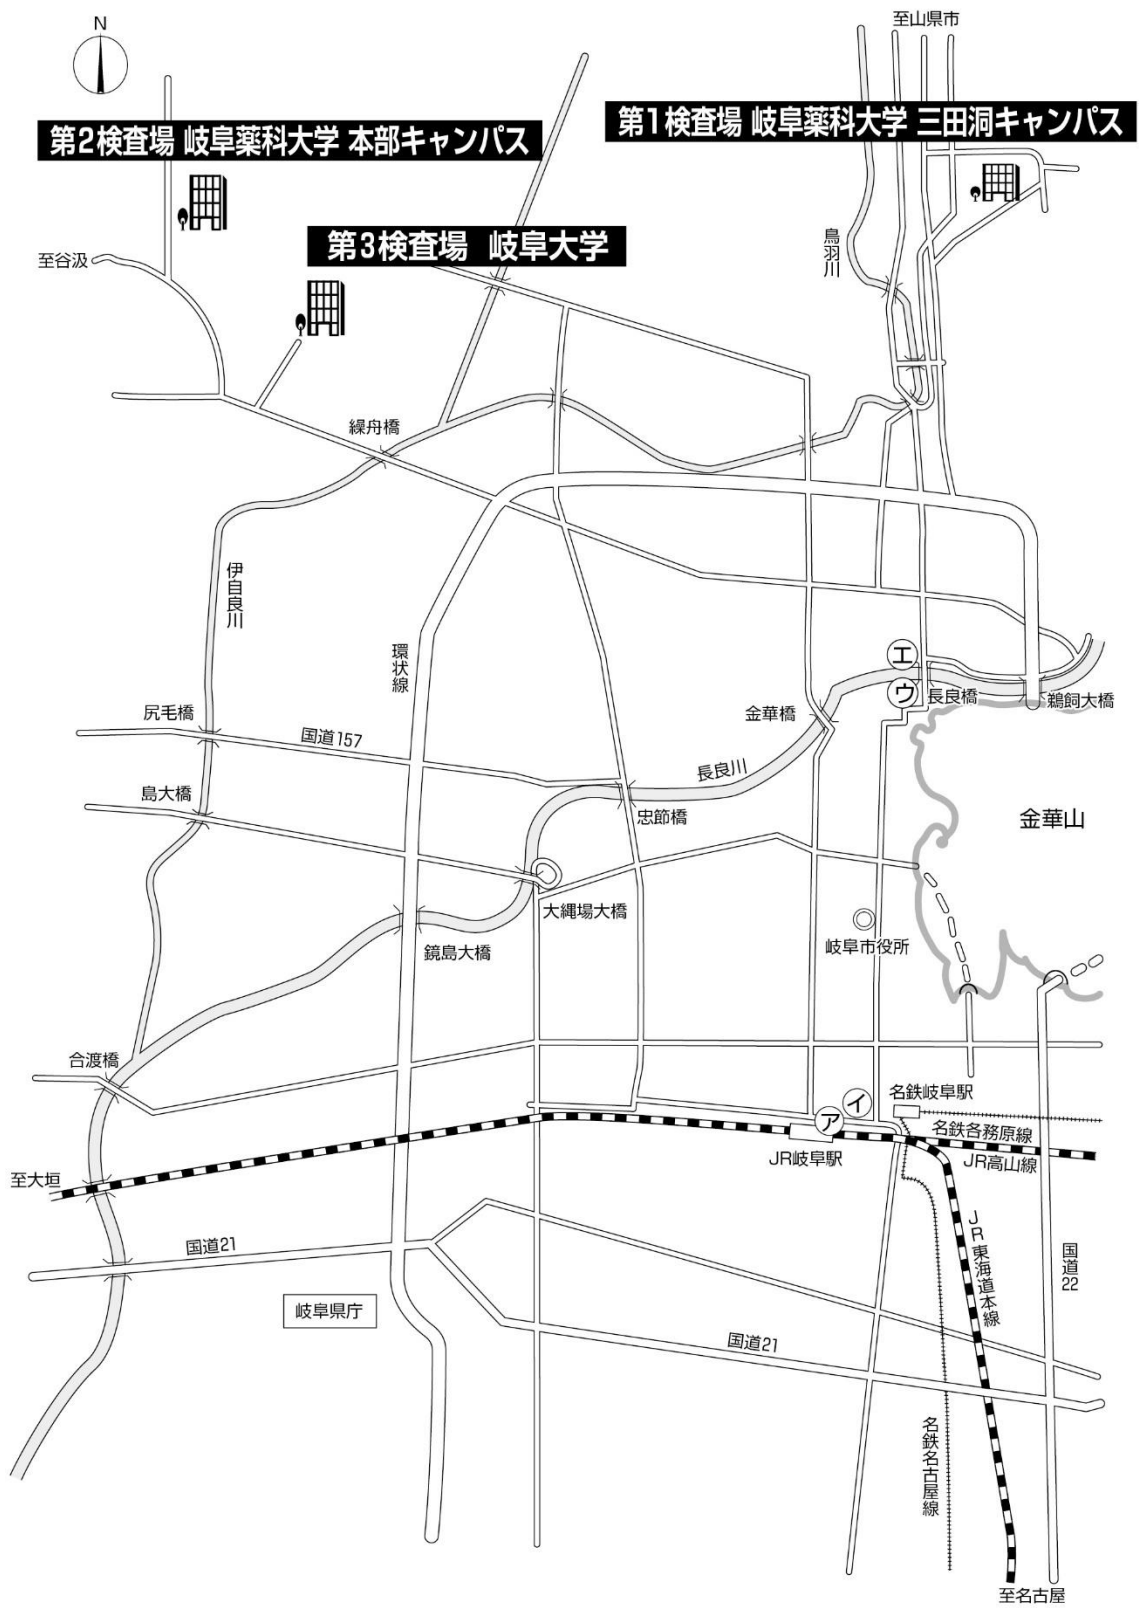 N
至山県市
第1検査場 岐阜薬科大学 三田洞キャンパス
第2検査場 岐阜薬科大学 本部キャンパス
第3検査場 岐阜大学
鳥羽川
至谷汲
繰舟橋
伊自良川
環状線
エ
ウ
長良橋
鵜飼大橋
金華橋
尻毛橋
国道157
長良川
島大橋
忠節橋
金華山
大縄場大橋
岐阜市役所
鏡島大橋
合渡橋
名鉄岐阜駅
イ
ア
名鉄各務原線
JR高山線
JR岐阜駅
至大垣
国道21
JR東海道本線
国道22
岐阜県庁
国道21
名鉄名古屋線
至名古屋